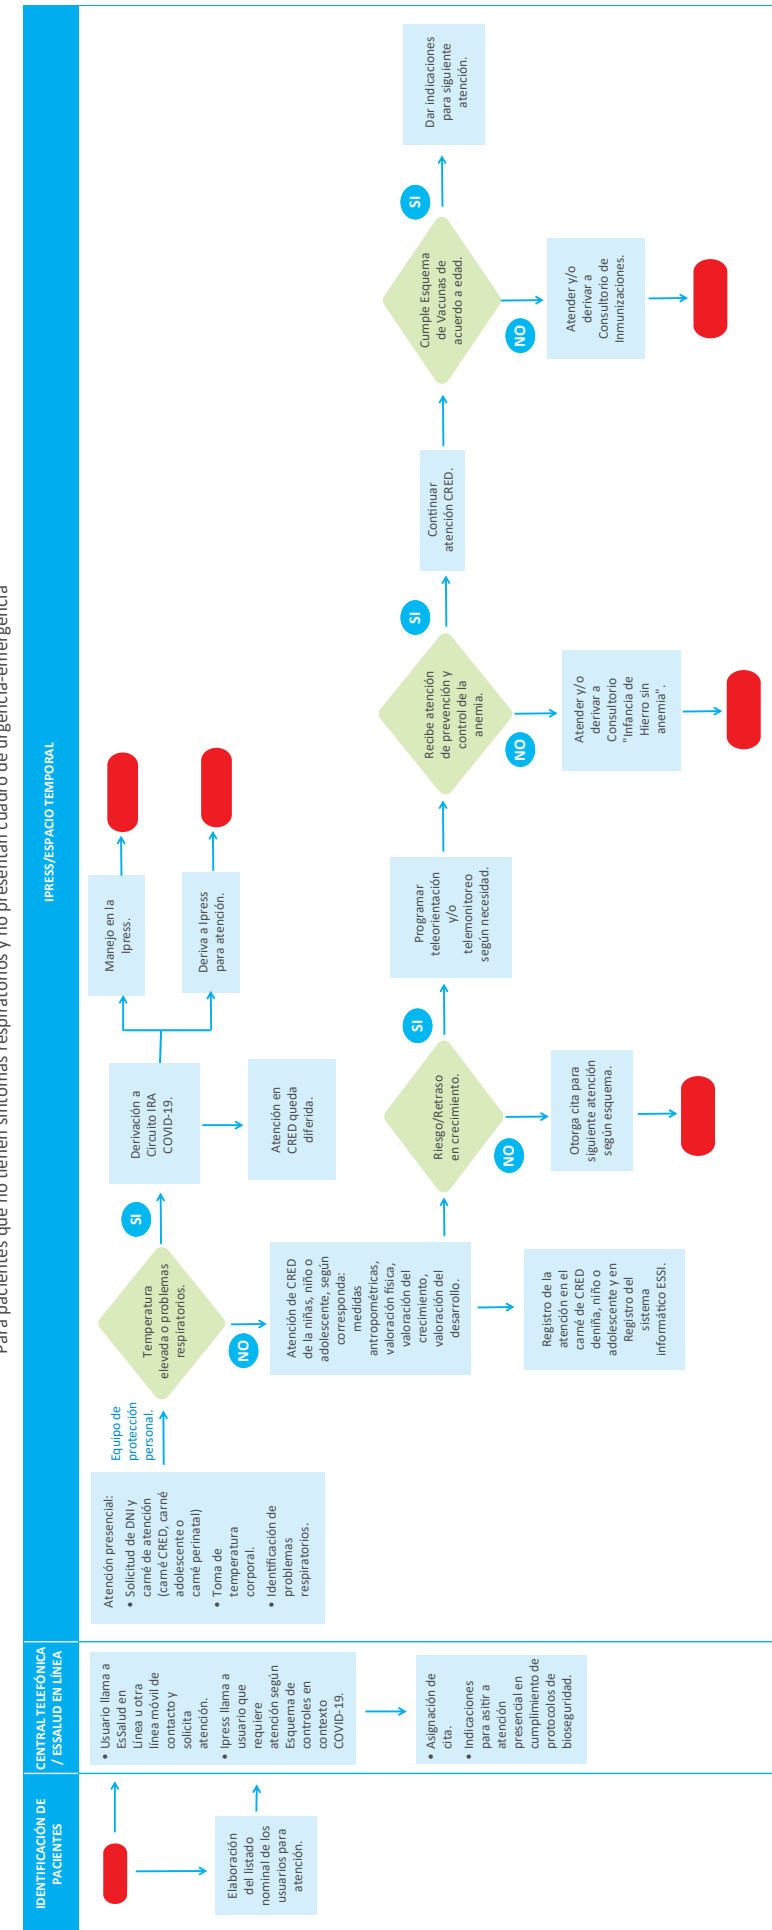 Para pacientes que no tienen síntomas respiratorios y no presentan cuadro de urgencia-emergencia
IDENTIFICACIÓN DE
PACIENTES
CENTRAL TELEFÓNICA
/ ESSALUD EN LÍNEA
IPRESS/ESPACIO TEMPORAL
Elaboración
del listado
nominal de los
usuarios para
atención.
• Usuario llama a
EsSalud en
Línea u otra
línea móvil de
contacto y
solicita
atención.
• Ipress llama a
usuario que
requiere
atención según
Esquema de
controles en
contexto
COVID-19.
• Asignación de
cita.
• Indicaciones
para asitir a
atención
presencial en
cumplimiento de
protocolos de
bioseguridad.
Atención presencial:
• Solicitud de DNI y
carné de atención
(carné CRED, carné
adolescente o
carné perinatal)
• Toma de
temperatura
corporal.
• Identificación de
problemas
respiratorios.
Equipo de
protección
personal.
Temperatura
elevada o problemas
respiratorios.
SI
NO
Derivación a
Circuito IRA
COVID-19.
Atención en
CRED queda
diferida.
Manejo en la
Ipress.
Deriva a Ipress
para atención.
Atención de CRED
de la niñas, niño o
adolescente, según
corresponda:
medidas
antropométricas,
valoración física,
valoración del
crecimiento,
valoración del
desarrollo.
Registro de la
atención en el
carné de CRED
deniña, niño o
adolescente y en
Registro del
sistema
informático ESSI.
Riesgo/Retraso
en crecimiento.
SI
NO
Otorga cita para
siguiente atención
según esquema.
Programar
teleorientación
y/o
telemonitoreo
según necesidad.
Recibe atención
de prevención y
control de la
anemia.
SI
NO
Atender y/o
derivar a
Consultorio
"Infancia de
Hierro sin
anemia".
Continuar
atención CRED.
Cumple Esquema
de Vacunas de
acuerdo a edad.
SI
NO
Atender y/o
derivar a
Consultorio de
Inmunizaciones.
Dar indicaciones
para siguiente
atención.